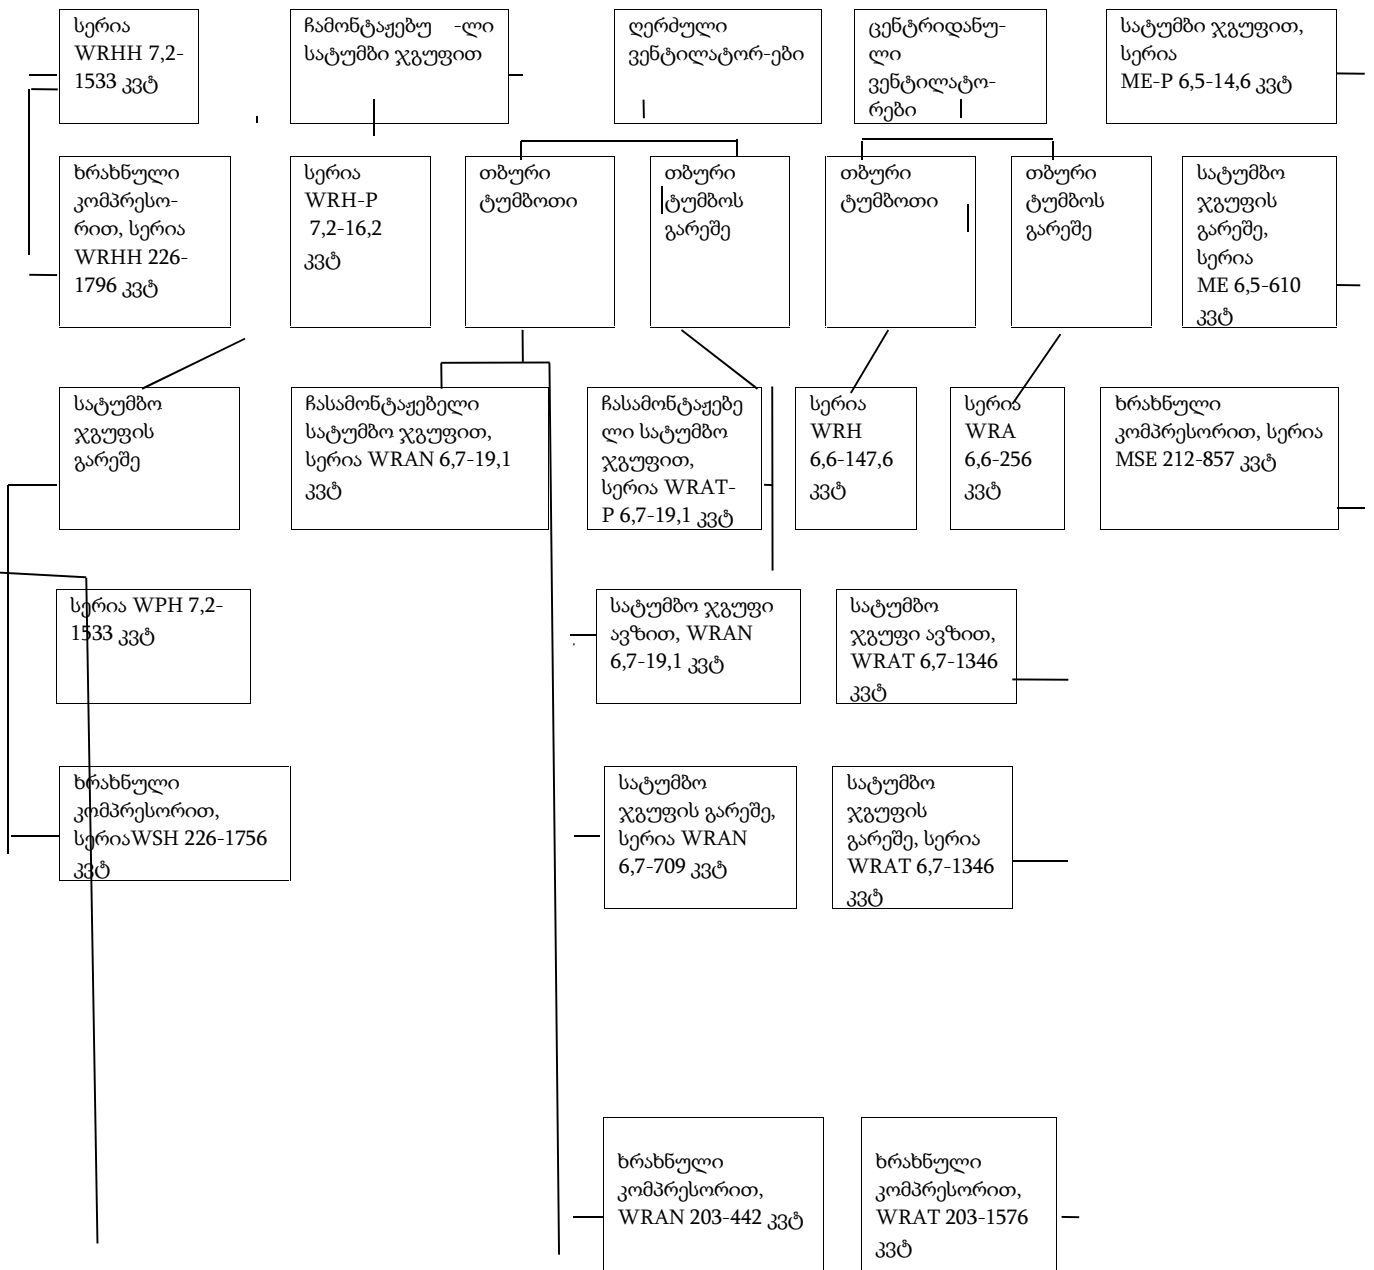 სერია
WRHH 7,2-
1533 კვტ
ჩამონტაჟებუ -ლი
სატუმბი ჯგუფით
ღერძული
ვენტილატორ-ები
ცენტრიდანუ-
ლი
ვენტილატო-
რები
სატუმბი ჯგუფით,
სერია
ME-P 6,5-14,6 კვტ
ხრახნული
კომპრესო-
რით, სერია
WRHH 226-
1796 კვტ
სერია
WRH-P
7,2-16,2
კვტ
თბური
ტუმბოთი
თბური
ტუმბოს
გარეშე
თბური
ტუმბოთი
თბური
ტუმბოს
გარეშე
სატუმბო
ჯგუფის
გარეშე,
სერია
ME 6,5-610
კვტ
სატუმბო
ჯგუფის
გარეშე
ჩასამონტაჟებელი
სატუმბო ჯგუფით,
სერია WRAN 6,7-19,1
კვტ
ჩასამონტაჟებე
ლი სატუმბო
ჯგუფით,
სერია WRAT-
P 6,7-19,1 კვტ
სერია
WRH
6,6-147,6
კვტ
სერია
WRA
6,6-256
კვტ
ხრახნული
კომპრესორით, სერია
MSE 212-857 კვტ
სერია WPH 7,2-
1533 კვტ
სატუმბო ჯგუფი
ავზით, WRAN
6,7-19,1 კვტ
სატუმბო
ჯგუფი ავზით,
WRAT 6,7-1346
კვტ
ხრახნული
კომპრესორით,
სერიაWSH 226-1756
კვტ
სატუმბო
ჯგუფის გარეშე,
სერია WRAN
6,7-709 კვტ
სატუმბო
ჯგუფის
გარეშე, სერია
WRAT 6,7-1346
კვტ
ხრახნული
კომპრესორით,
WRAN 203-442 კვტ
ხრახნული
კომპრესორით,
WRAT 203-1576
კვტ